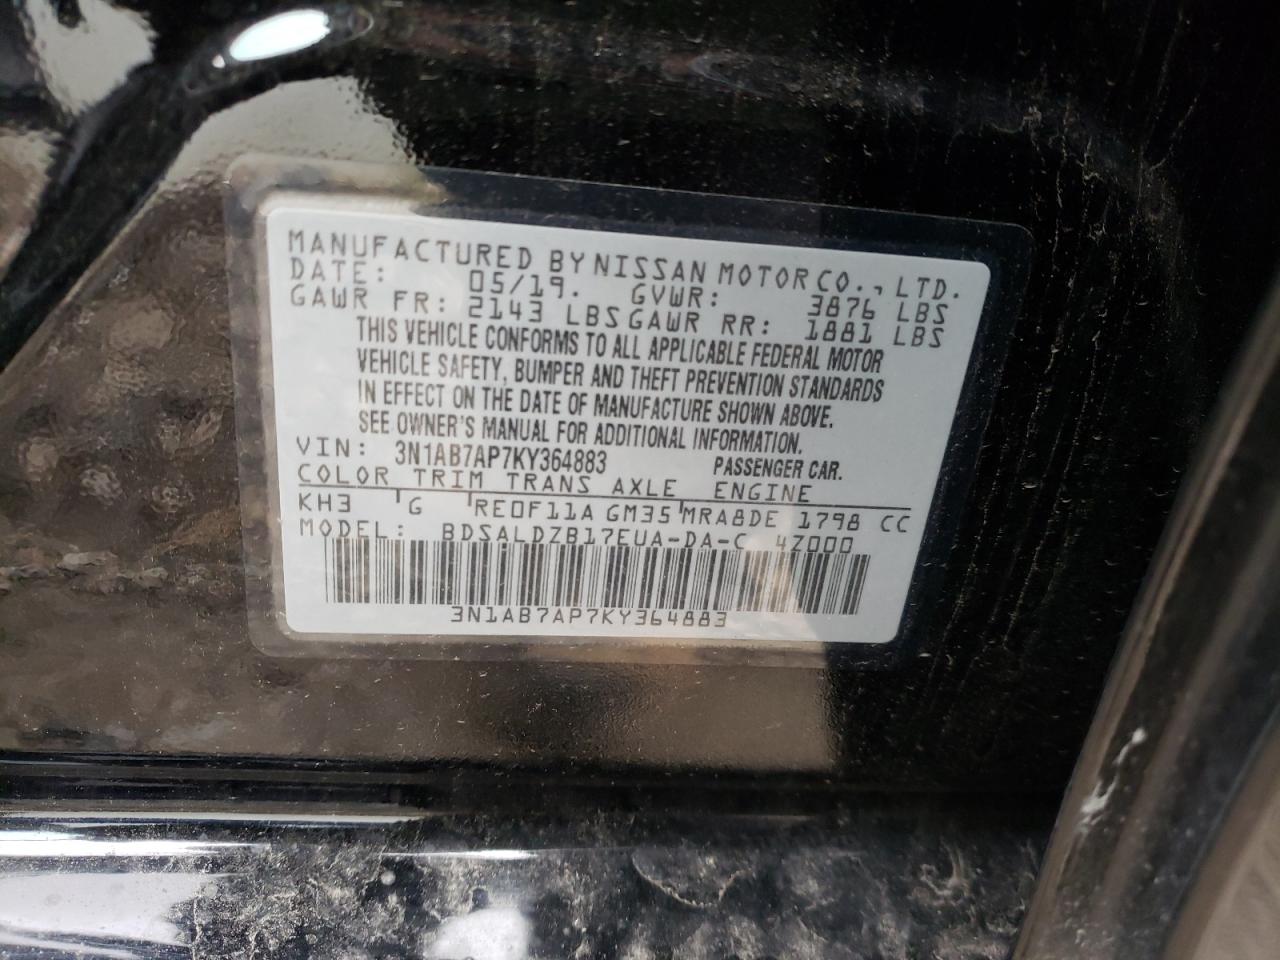 MANUFACTURED BY NISSAN MOTOR CO., LTD.
DATE: 05/19. GVWR: 3876 LBS
GAWR FR: 2143 LBS GAWR RR: 1881 LBS
THIS VEHICLE CONFORMS TO ALL APPLICABLE FEDERAL MOTOR
VEHICLE SAFETY, BUMPER AND THEFT PREVENTION STANDARDS
IN EFFECT ON THE DATE OF MANUFACTURE SHOWN ABOVE.
SEE OWNER'S MANUAL FOR ADDITIONAL INFORMATION.
VIN: 3N1AB7AP7KY364883 PASSENGER CAR.
COLOR TRIM TRANS AXLE ENGINE
KH3 G RE0F11A GM35 MRA8DE 1798 CC
MODEL: BDSALDZB17EUA-DA-C 4Z000
3N1AB7AP7KY364883